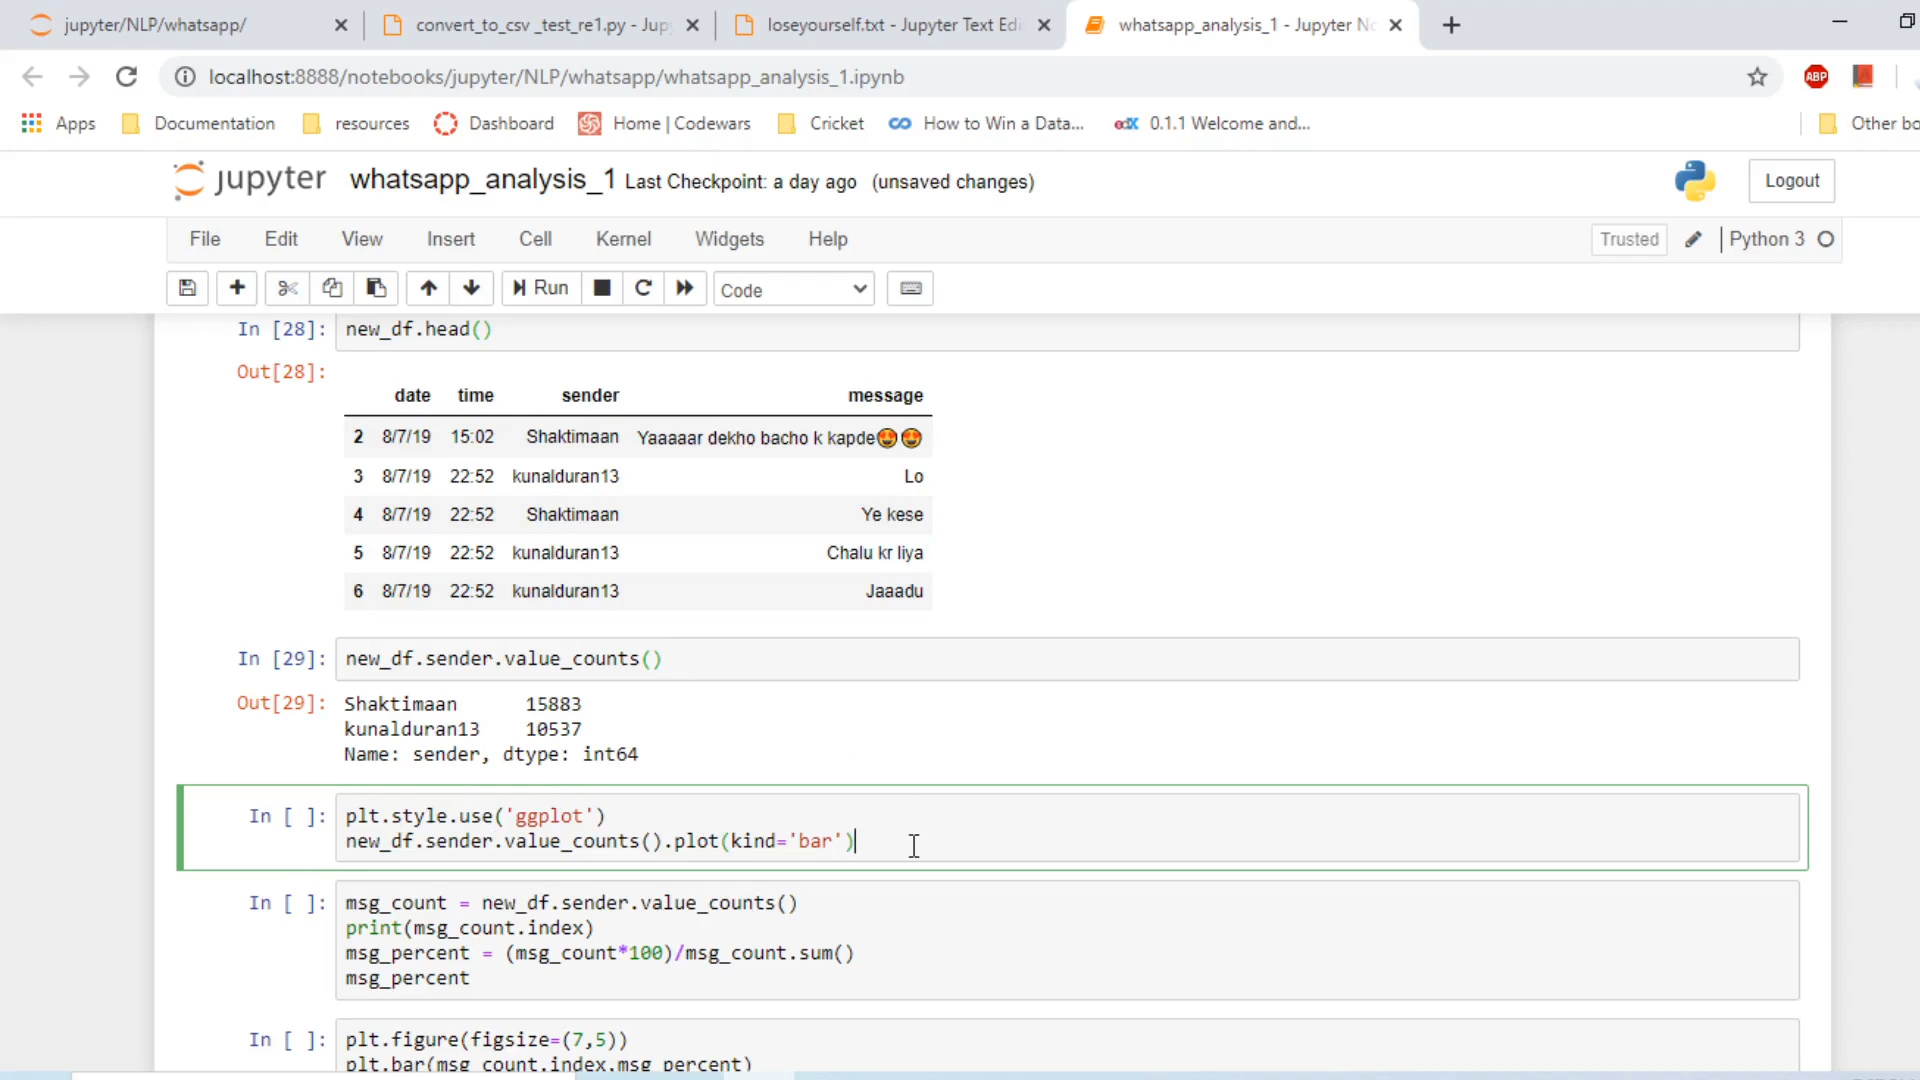 jupyter/NLP/whatsapp/
convert_to_csv _test_re1.py - Jup
loseyourself.txt - Jupyter Text Edi
whatsapp_analysis_1 - Jupyter No
localhost:8888/notebooks/jupyter/NLP/whatsapp/whatsapp_analysis_1.ipynb
ABP
Apps
Documentation
resources
Dashboard
Home | Codewars
Cricket
How to Win a Data...
edX
0.1.1 Welcome and...
Other bo
jupyter whatsapp_analysis_1 Last Checkpoint: a day ago (unsaved changes)
Logout
File Edit View Insert Cell Kernel Widgets Help
Trusted
Python 3
Run
Code
In [28]: new_df.head()
Out[28]:
date time sender message
2 8/7/19 15:02 Shaktimaan Yaaaaar dekho bacho k kapde😍😍
3 8/7/19 22:52 kunalduran13 Lo
4 8/7/19 22:52 Shaktimaan Ye kese
5 8/7/19 22:52 kunalduran13 Chalu kr liya
6 8/7/19 22:52 kunalduran13 Jaaadu
In [29]: new_df.sender.value_counts()
Out[29]: Shaktimaan 15883
kunalduran13 10537
Name: sender, dtype: int64
In [ ]: plt.style.use('ggplot')
new_df.sender.value_counts().plot(kind='bar')
In [ ]: msg_count = new_df.sender.value_counts()
print(msg_count.index)
msg_percent = (msg_count*100)/msg_count.sum()
msg_percent
In [ ]: plt.figure(figsize=(7,5))
plt.bar(msg_count.index,msg_percent)